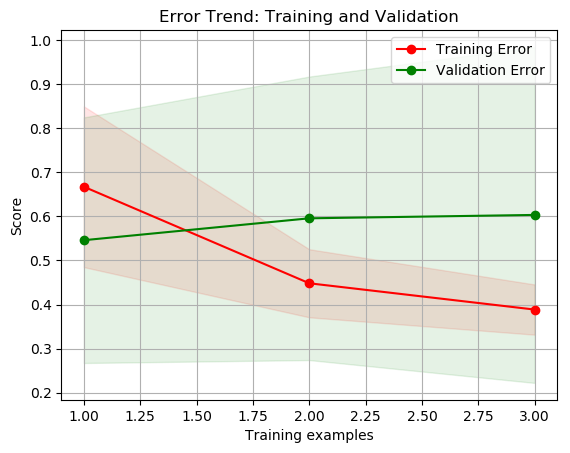 Error Trend: Training and Validation
Training Error
Validation Error
Score
1.0
0.9
0.8
0.7
0.6
0.5
0.4
0.3
0.2
1.00 1.25 1.50 1.75 2.00 2.25 2.50 2.75 3.00
Training examples